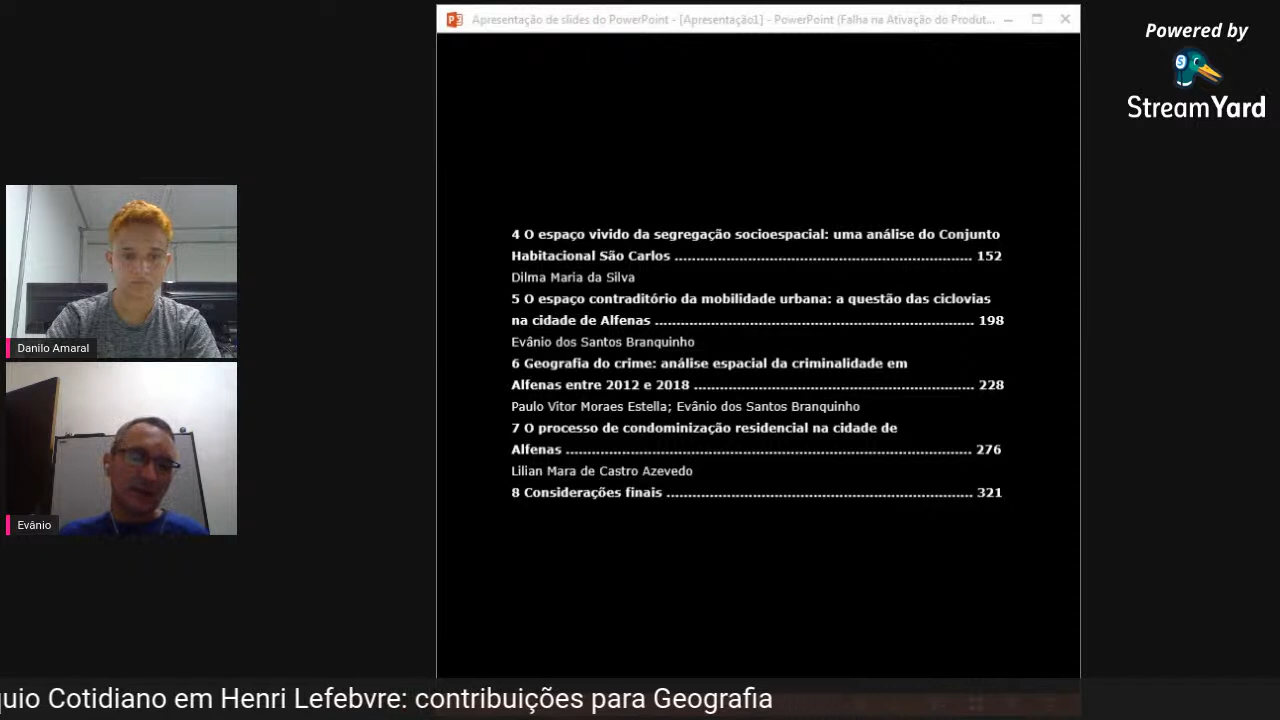 Apresentação de slides do PowerPoint - [Apresentação1] - PowerPoint (Falha na Ativação do Produt...
Powered by
S
StreamYard
4 O espaço vivido da segregação socioespacial: uma análise do Conjunto
Habitacional São Carlos ..................................................................... 152
Dilma Maria da Silva
5 O espaço contraditório da mobilidade urbana: a questão das ciclovias
na cidade de Alfenas .......................................................................... 198
Evânio dos Santos Branquinho
6 Geografia do crime: análise espacial da criminalidade em
Alfenas entre 2012 e 2018 ................................................................. 228
Paulo Vitor Moraes Estella; Evânio dos Santos Branquinho
7 O processo de condominização residencial na cidade de
Alfenas .............................................................................................. 276
Lilian Mara de Castro Azevedo
8 Considerações finais ....................................................................... 321
Danilo Amaral
Evânio
quio Cotidiano em Henri Lefebvre: contribuições para Geografia